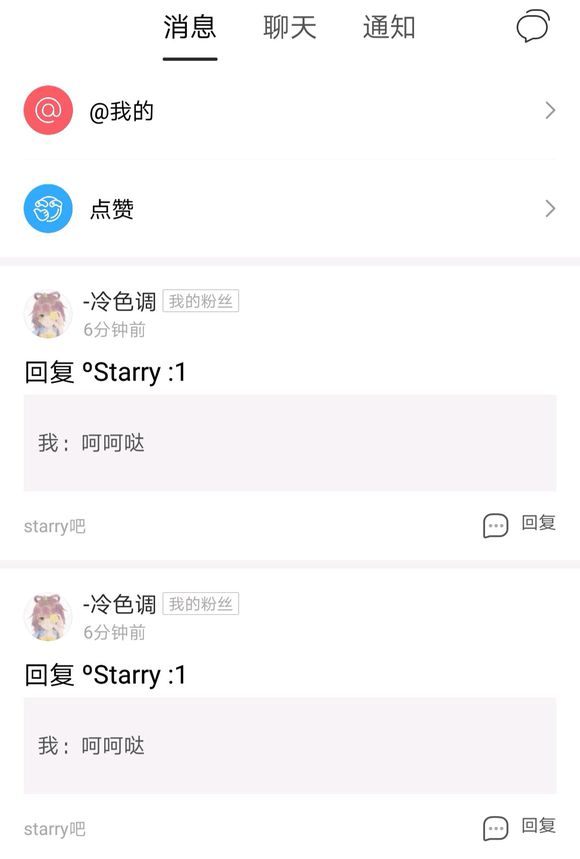 消息 聊天 通知
@我的
点赞
-冷色调 我的粉丝
6分钟前
回复 ºStarry :1
我：呵呵哒
starry吧 回复
-冷色调 我的粉丝
6分钟前
回复 ºStarry :1
我：呵呵哒
starry吧 回复